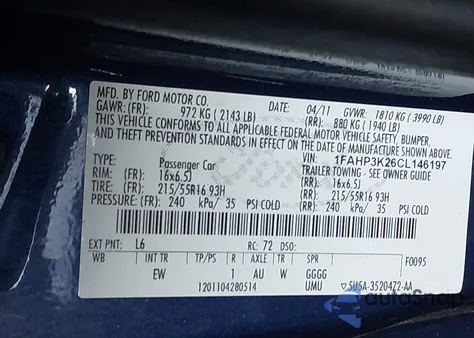 MFD. BY FORD MOTOR CO. DATE: 04/11 GVWR: 1810 KG ( 3990 LB)
GAWR: (FR): 972 KG ( 2143 LB) (RR): 880 KG ( 1940 LB)
THIS VEHICLE CONFORMS TO ALL APPLICABLE FEDERAL MOTOR VEHICLE SAFETY, BUMPER,
AND THEFT PREVENTION STANDARDS IN EFFECT ON THE DATE OF MANUFACTURE SHOWN ABOVE.
VIN: 1FAHP3K26CL146197
TYPE: Passenger Car TRAILER TOWING - SEE OWNER GUIDE
RIM: (FR): 16x6.5J (RR): 16x6.5J
TIRE: (FR): 215/55R16 93H (RR): 215/55R16 93H
PRESSURE: (FR): 240 kPa/ 35 PSI COLD (RR): 240 kPa/ 35 PSI COLD
EXT PNT: L6 RC: 72 DSO: F0095
WB INT TR TP/PS R AXLE TR SPR
EW 1 AU W GGGG
1201104280514 UMU 5U5A-3520472-AA
autoSnap